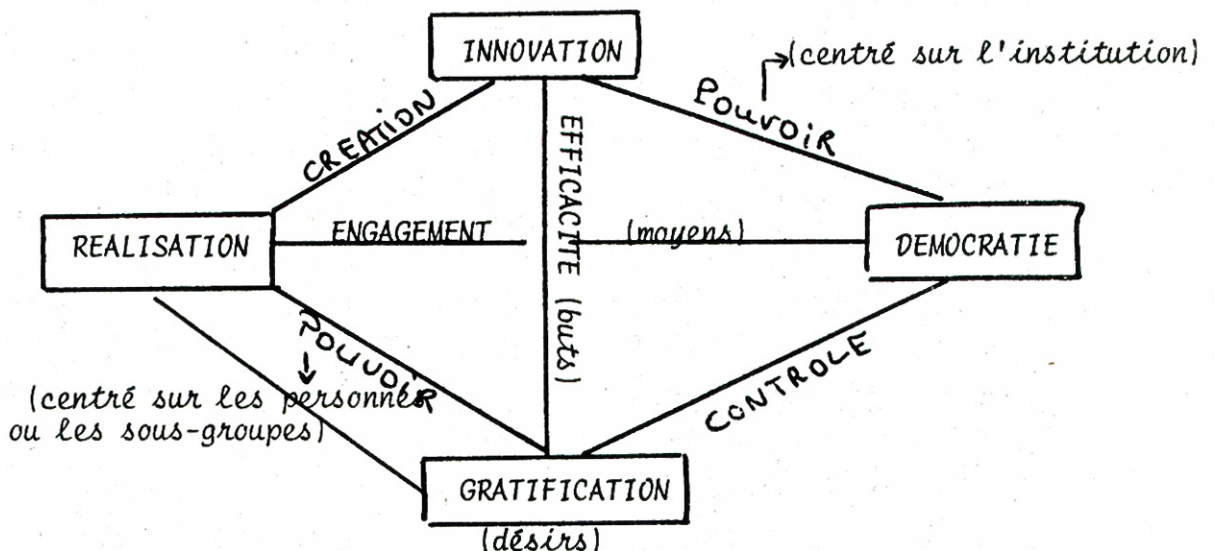 INNOVATION
(centré sur l'institution)
POUVOIR
CREATION
EFFICACITE (buts)
REALISATION
ENGAGEMENT
(moyens)
DEMOCRATIE
POUVOIR
CONTROLE
(centré sur les personnes
ou les sous-groupes)
GRATIFICATION
(désirs)